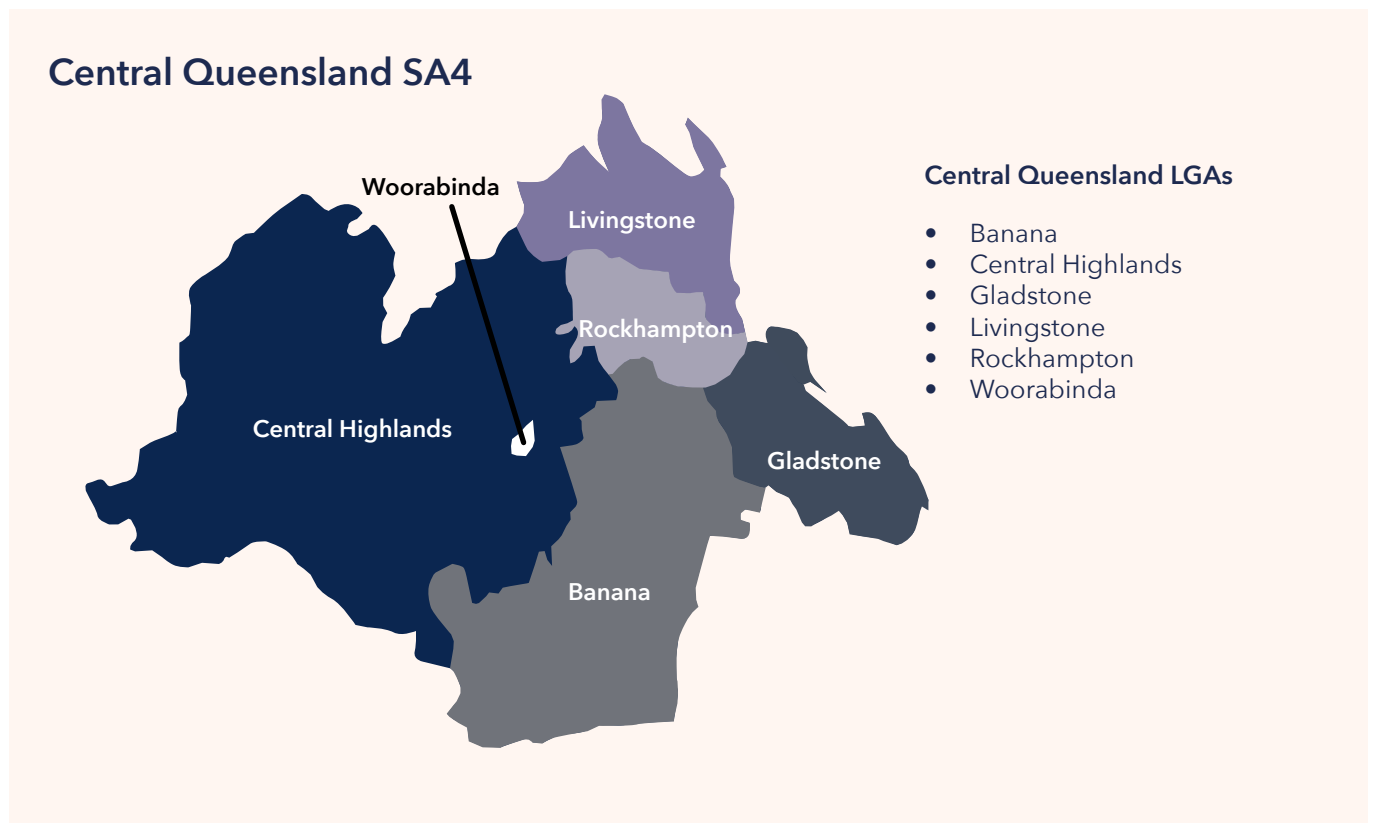 Central Queensland SA4
Woorabinda
Livingstone
Rockhampton
Central Highlands
Gladstone
Banana
Central Queensland LGAs
• Banana
• Central Highlands
• Gladstone
• Livingstone
• Rockhampton
• Woorabinda